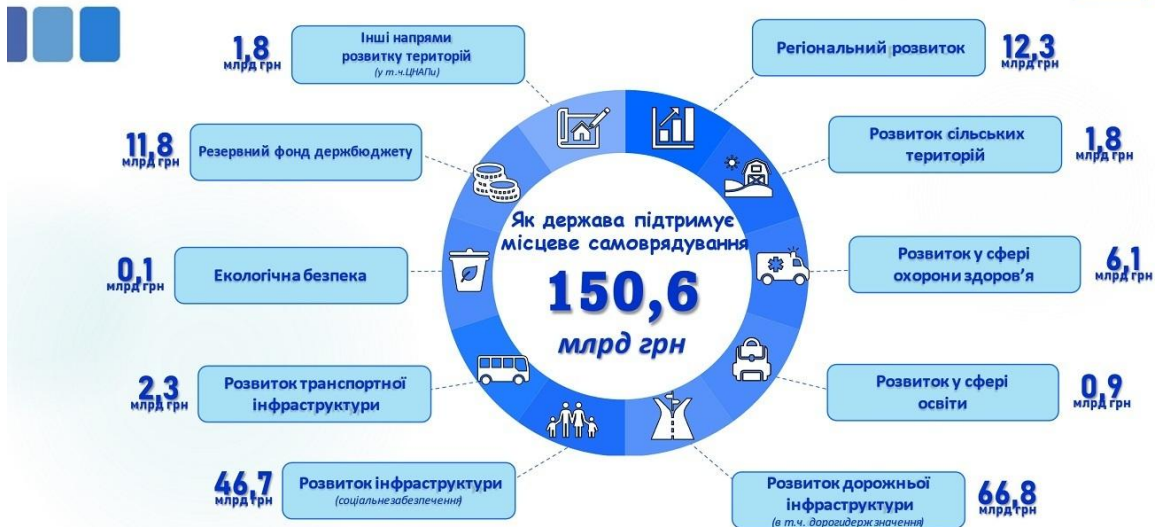 1,8
млрд грн
Інші напрями
розвитку територій
(у т.ч.ЦНАПи)
Регіональний розвиток
12,3
млрд грн
11,8
млрд грн
Резервний фонд держбюджету
Розвиток сільських
територій
1,8
млрд грн
Як держава підтримує
місцеве самоврядування
150,6
млрд грн
0,1
млрд грн
Екологічна безпека
Розвиток у сфері
охорони здоров'я
6,1
млрд грн
2,3
млрд грн
Розвиток транспортної
інфраструктури
Розвиток у сфері
освіти
0,9
млрд грн
46,7
млрд грн
Розвиток інфраструктури
(соціальнезабезпечення)
Розвиток дорожньої
інфраструктури
(в т.ч. дорогидерж значення)
66,8
млрд грн